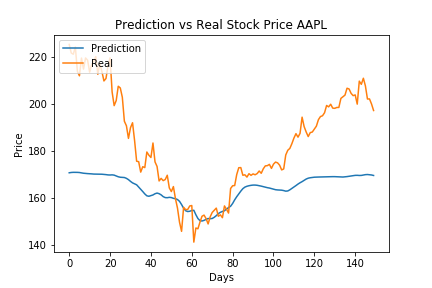 Prediction vs Real Stock Price AAPL
Prediction
Real
Price
220
200
180
160
140
0 20 40 60 80 100 120 140
Days